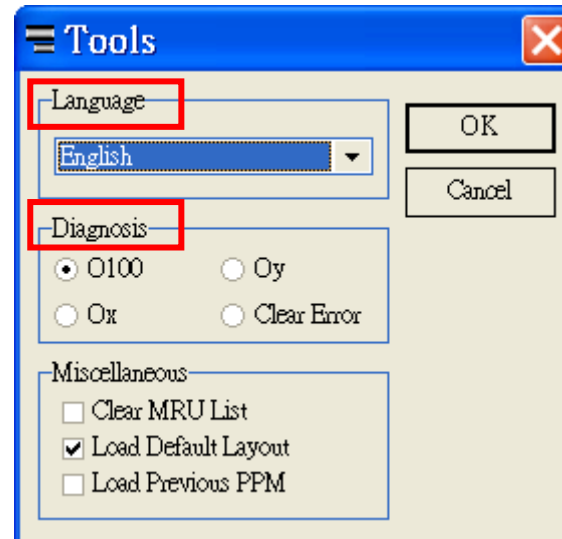 Tools
Language
OK
English
Cancel
Diagnosis
O100
Oy
Ox
Clear Error
Miscellaneous
Clear MRU List
Load Default Layout
Load Previous PPM